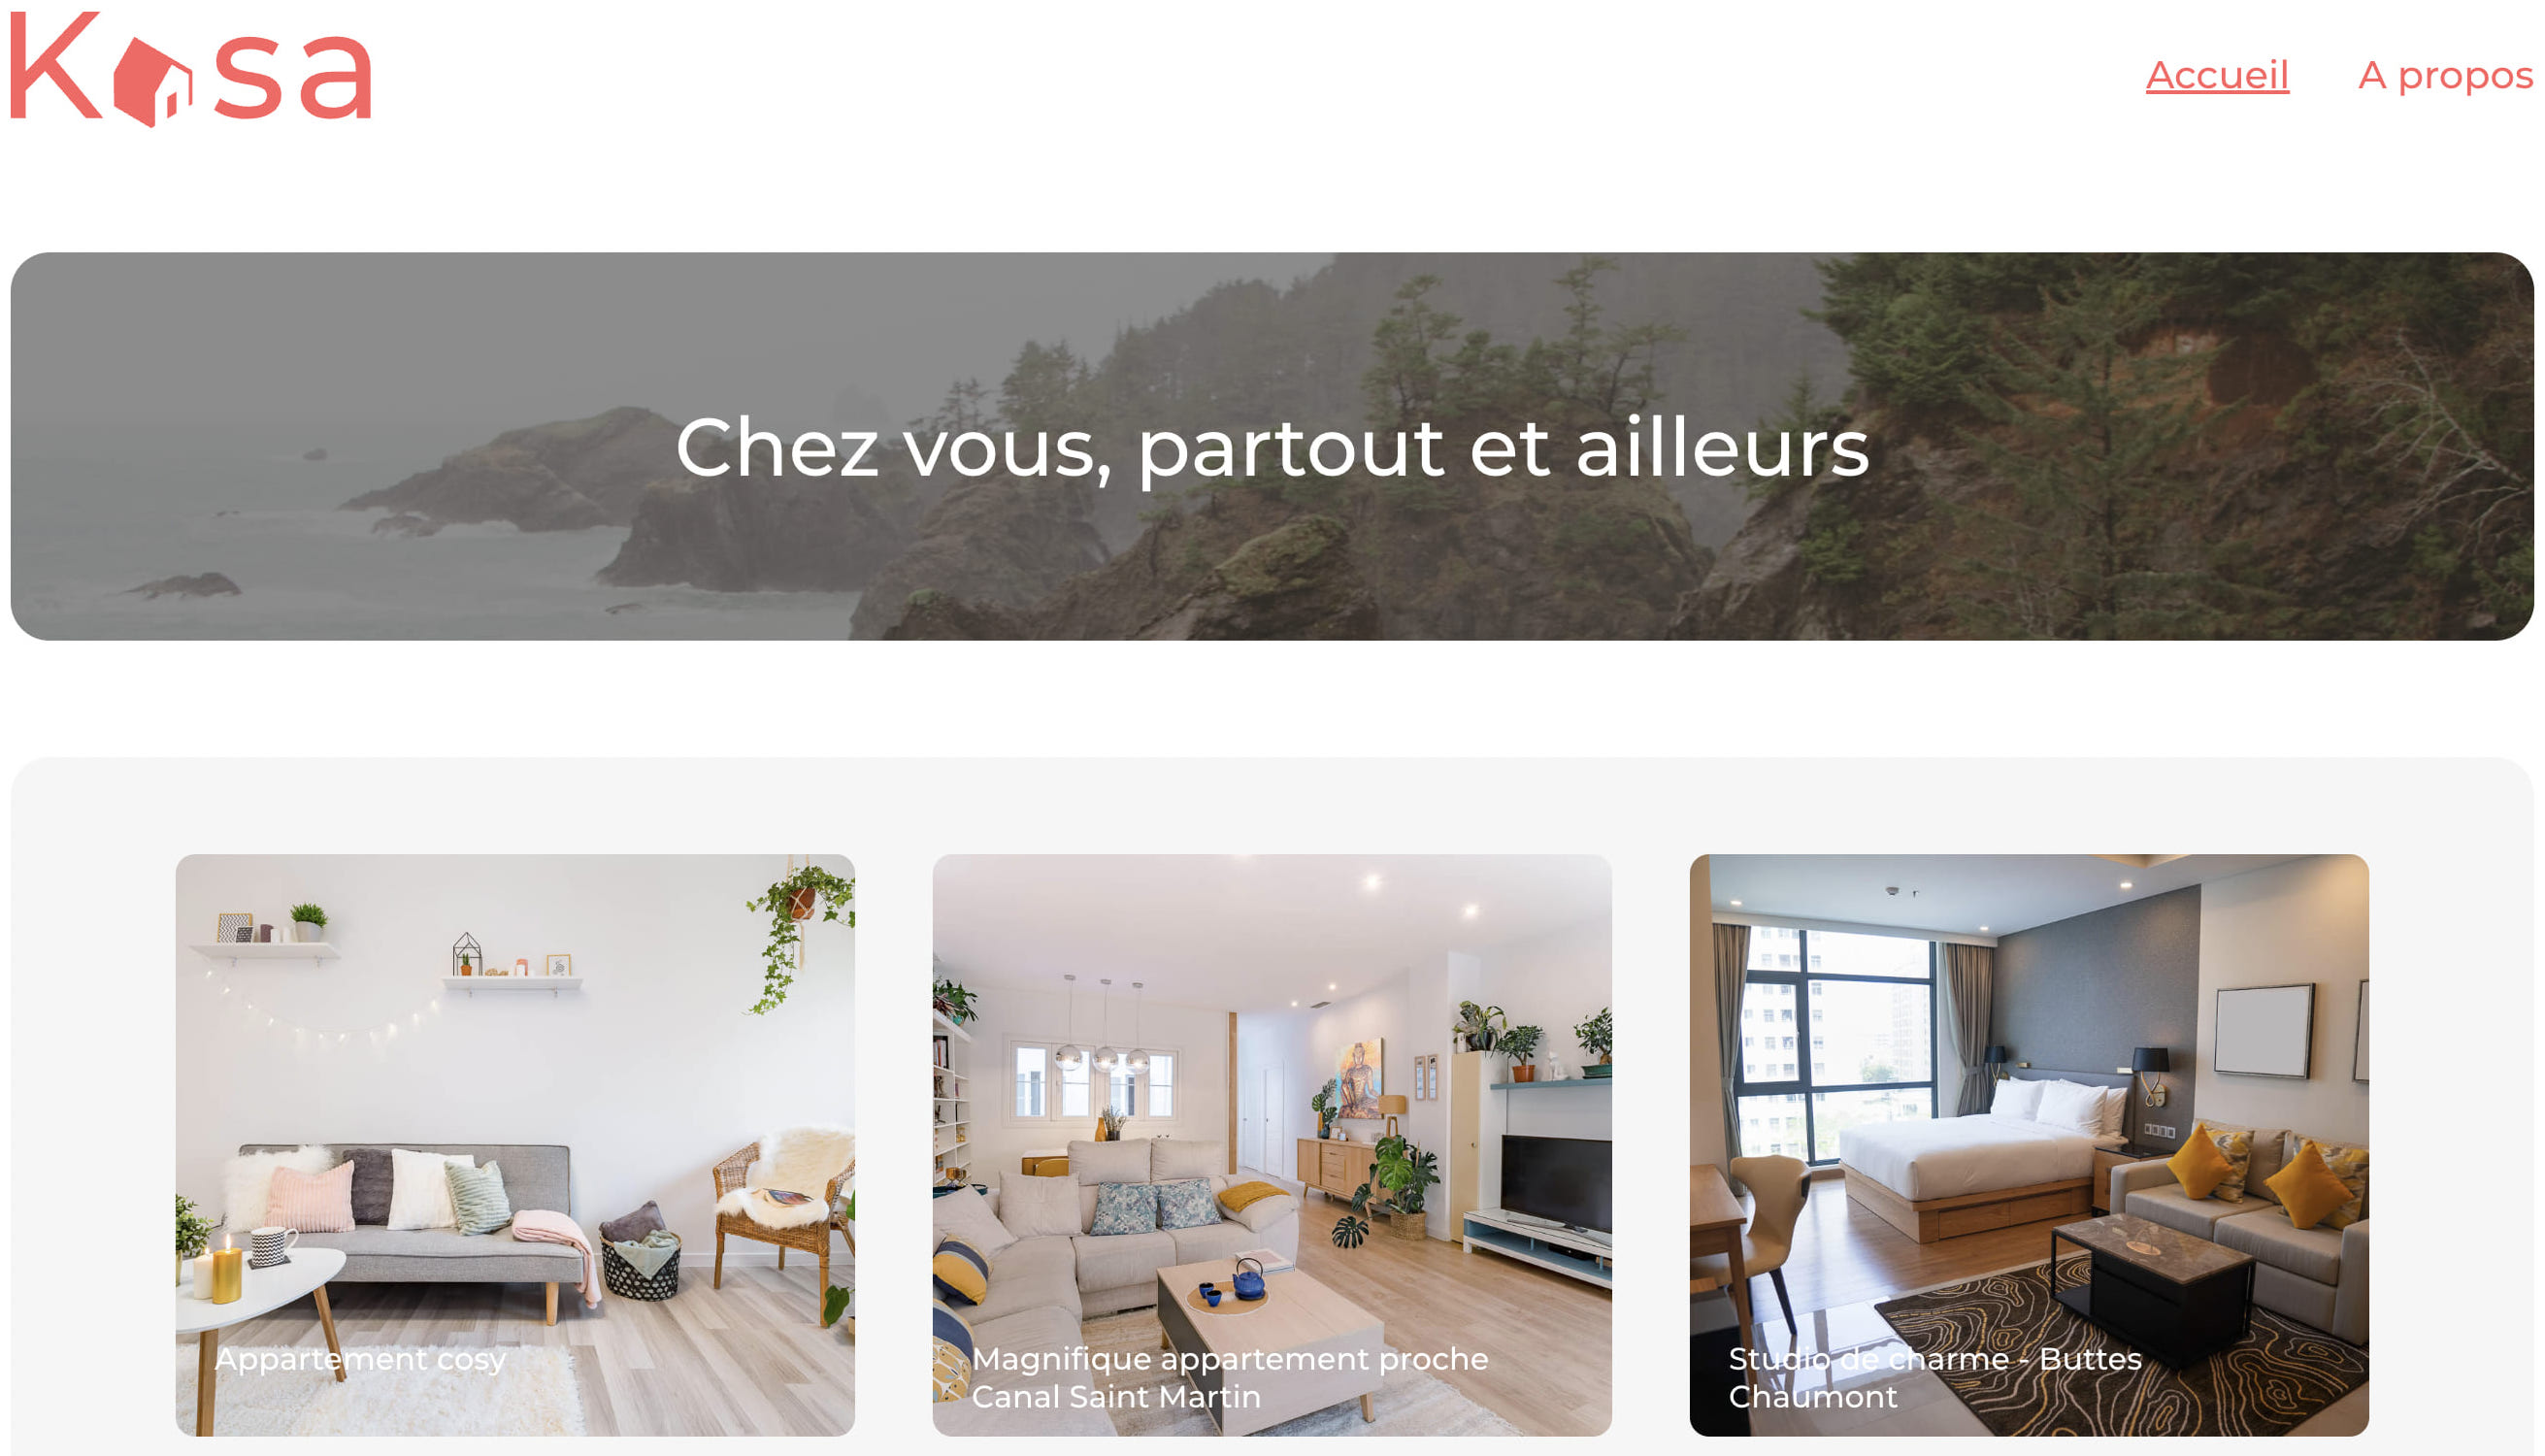 Kasa
Accueil
A propos
Chez vous, partout et ailleurs
Appartement cosy
Magnifique appartement proche
Canal Saint Martin
Studio de charme - Buttes
Chaumont